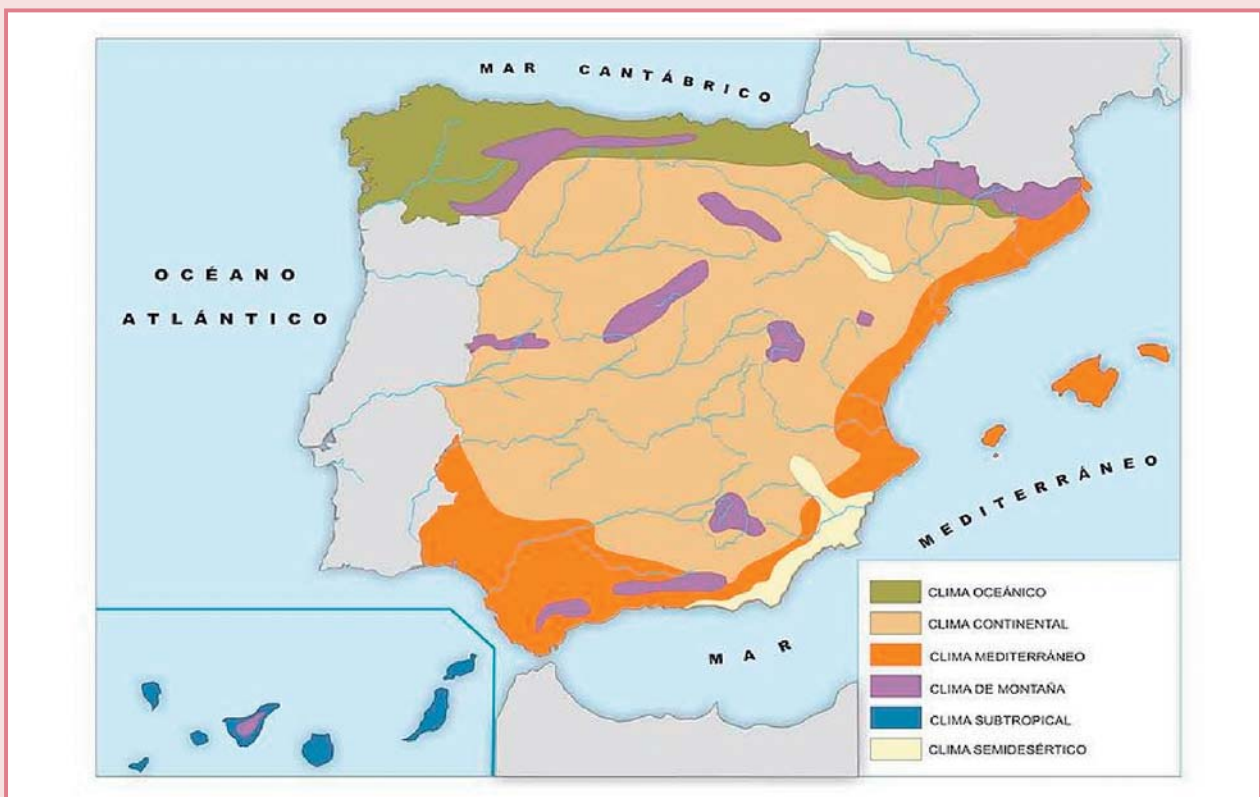 MAR CANTÁBRICO
OCÉANO
ATLÁNTICO
MEDITERRÁNEO
MAR
CLIMA OCEÁNICO
CLIMA CONTINENTAL
CLIMA MEDITERRÁNEO
CLIMA DE MONTAÑA
CLIMA SUBTROPICAL
CLIMA SEMIDESÉRTICO